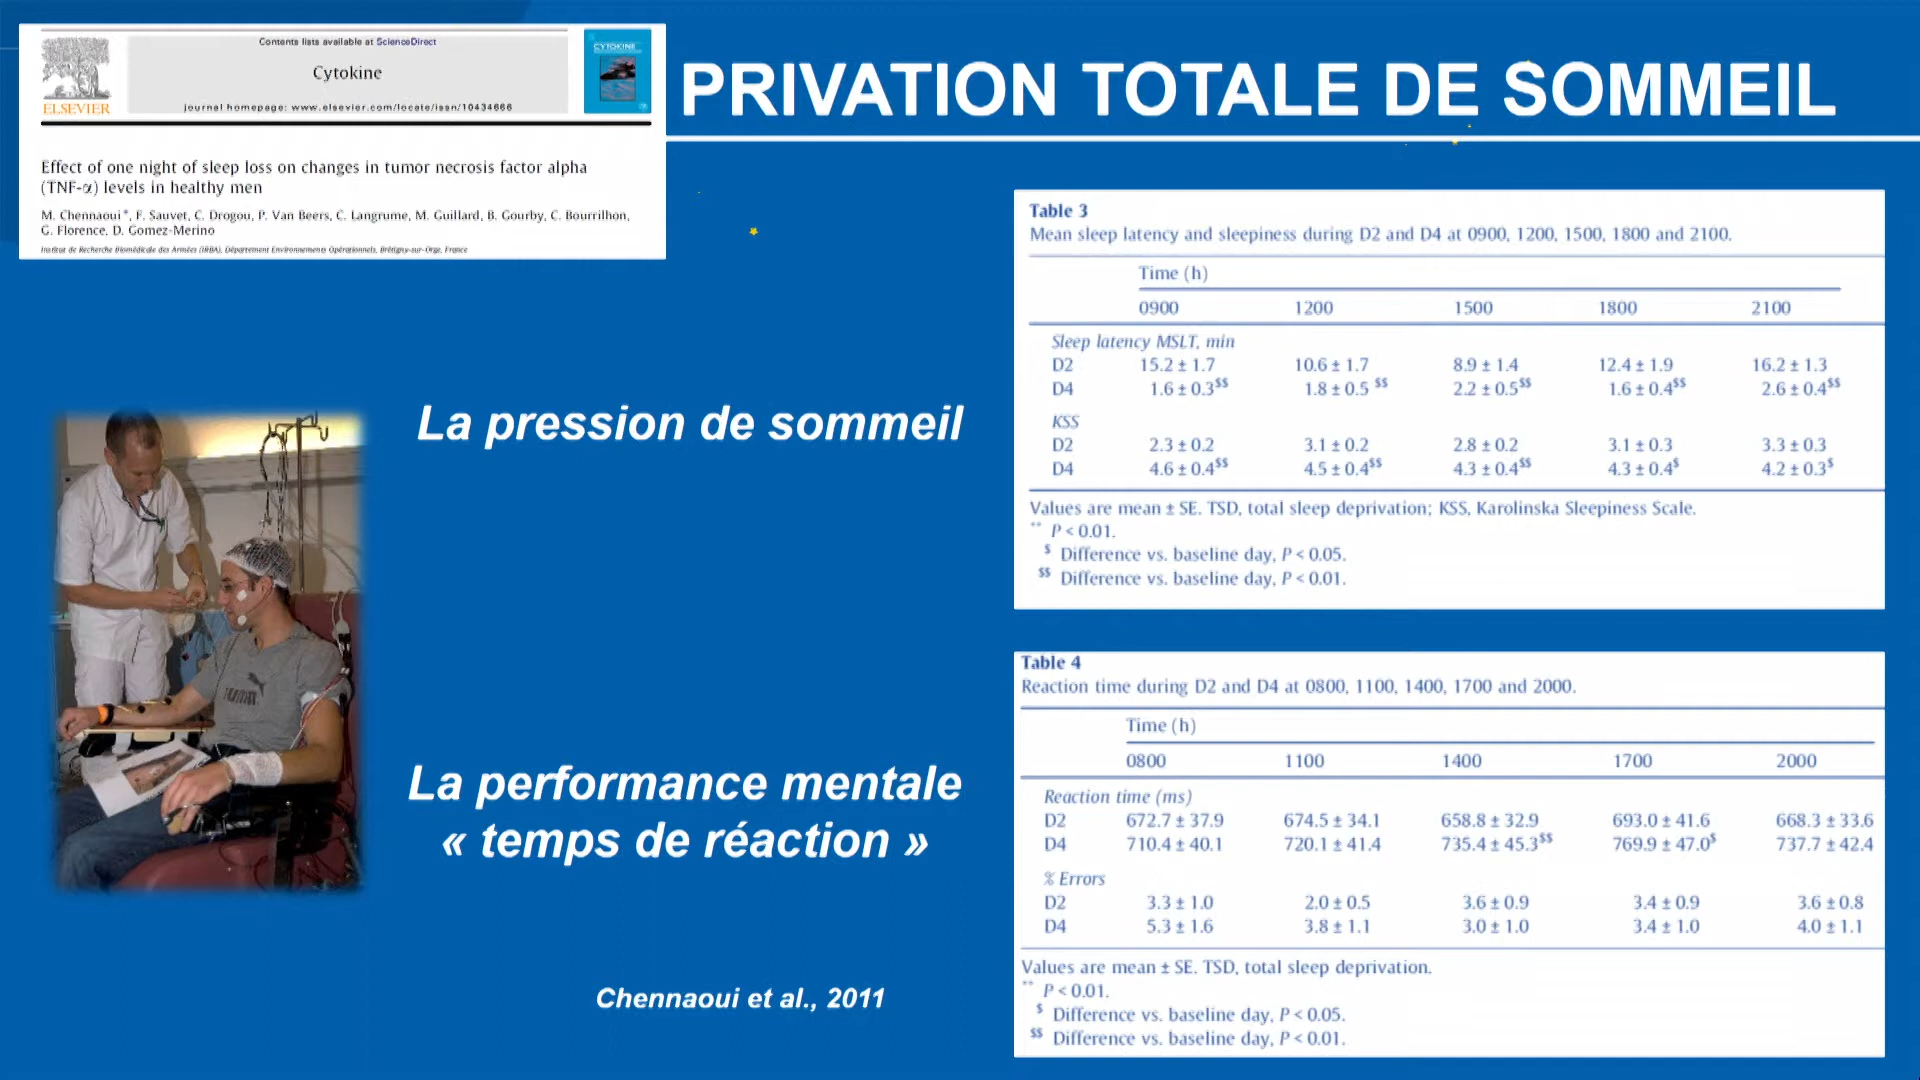 Contents lists available at ScienceDirect
Cytokine
journal homepage: www.elsevier.com/locate/issn/10434666
ELSEVIER
CYTOKINE
PRIVATION TOTALE DE SOMMEIL
Effect of one night of sleep loss on changes in tumor necrosis factor alpha
(TNF-α) levels in healthy men
M. Chennaoui *, F. Sauvet, C. Drogou, P. Van Beers, C. Langrume, M. Guillard, B. Gourby, C. Bourrilhon,
G. Florence, D. Gomez-Merino
Institut de Recherche Biomédicale des Armées (IRBA), Département Environnements Opérationnels, Brétigny-sur-Orge, France
La pression de sommeil
La performance mentale
« temps de réaction »
Chennaoui et al., 2011
Table 3
Mean sleep latency and sleepiness during D2 and D4 at 0900, 1200, 1500, 1800 and 2100.
Time (h)
0900 1200 1500 1800 2100
Sleep latency MSLT, min
D2 15.2 ± 1.7 10.6 ± 1.7 8.9 ± 1.4 12.4 ± 1.9 16.2 ± 1.3
D4 1.6 ± 0.3$$ 1.8 ± 0.5 $$ 2.2 ± 0.5$$ 1.6 ± 0.4$$ 2.6 ± 0.4$$
KSS
D2 2.3 ± 0.2 3.1 ± 0.2 2.8 ± 0.2 3.1 ± 0.3 3.3 ± 0.3
D4 4.6 ± 0.4$$ 4.5 ± 0.4$$ 4.3 ± 0.4$$ 4.3 ± 0.4$ 4.2 ± 0.3$
Values are mean ± SE. TSD, total sleep deprivation; KSS, Karolinska Sleepiness Scale.
** P < 0.01.
$ Difference vs. baseline day, P < 0.05.
$$ Difference vs. baseline day, P < 0.01.
Table 4
Reaction time during D2 and D4 at 0800, 1100, 1400, 1700 and 2000.
Time (h)
0800 1100 1400 1700 2000
Reaction time (ms)
D2 672.7 ± 37.9 674.5 ± 34.1 658.8 ± 32.9 693.0 ± 41.6 668.3 ± 33.6
D4 710.4 ± 40.1 720.1 ± 41.4 735.4 ± 45.3$$ 769.9 ± 47.0$ 737.7 ± 42.4
% Errors
D2 3.3 ± 1.0 2.0 ± 0.5 3.6 ± 0.9 3.4 ± 0.9 3.6 ± 0.8
D4 5.3 ± 1.6 3.8 ± 1.1 3.0 ± 1.0 3.4 ± 1.0 4.0 ± 1.1
Values are mean ± SE. TSD, total sleep deprivation.
** P < 0.01.
$ Difference vs. baseline day, P < 0.05.
$$ Difference vs. baseline day, P < 0.01.